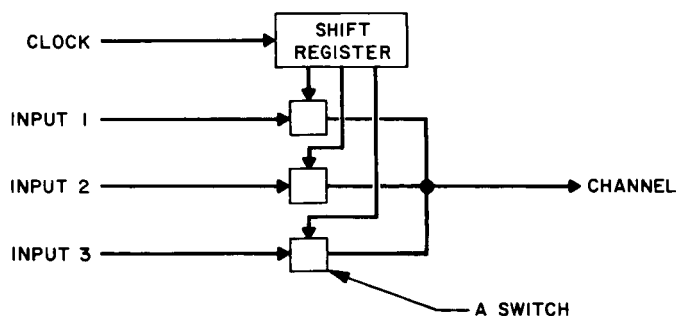 SHIFT
REGISTER
CLOCK
INPUT 1
INPUT 2
CHANNEL
INPUT 3
A SWITCH